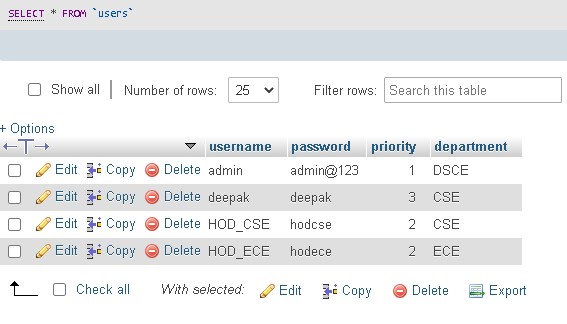 SELECT * FROM `users`
Show all Number of rows: 25 Filter rows: Search this table
+ Options
username password priority department
Edit Copy Delete admin admin@123 1 DSCE
Edit Copy Delete deepak deepak 3 CSE
Edit Copy Delete HOD_CSE hodcse 2 CSE
Edit Copy Delete HOD_ECE hodece 2 ECE
Check all With selected: Edit Copy Delete Export